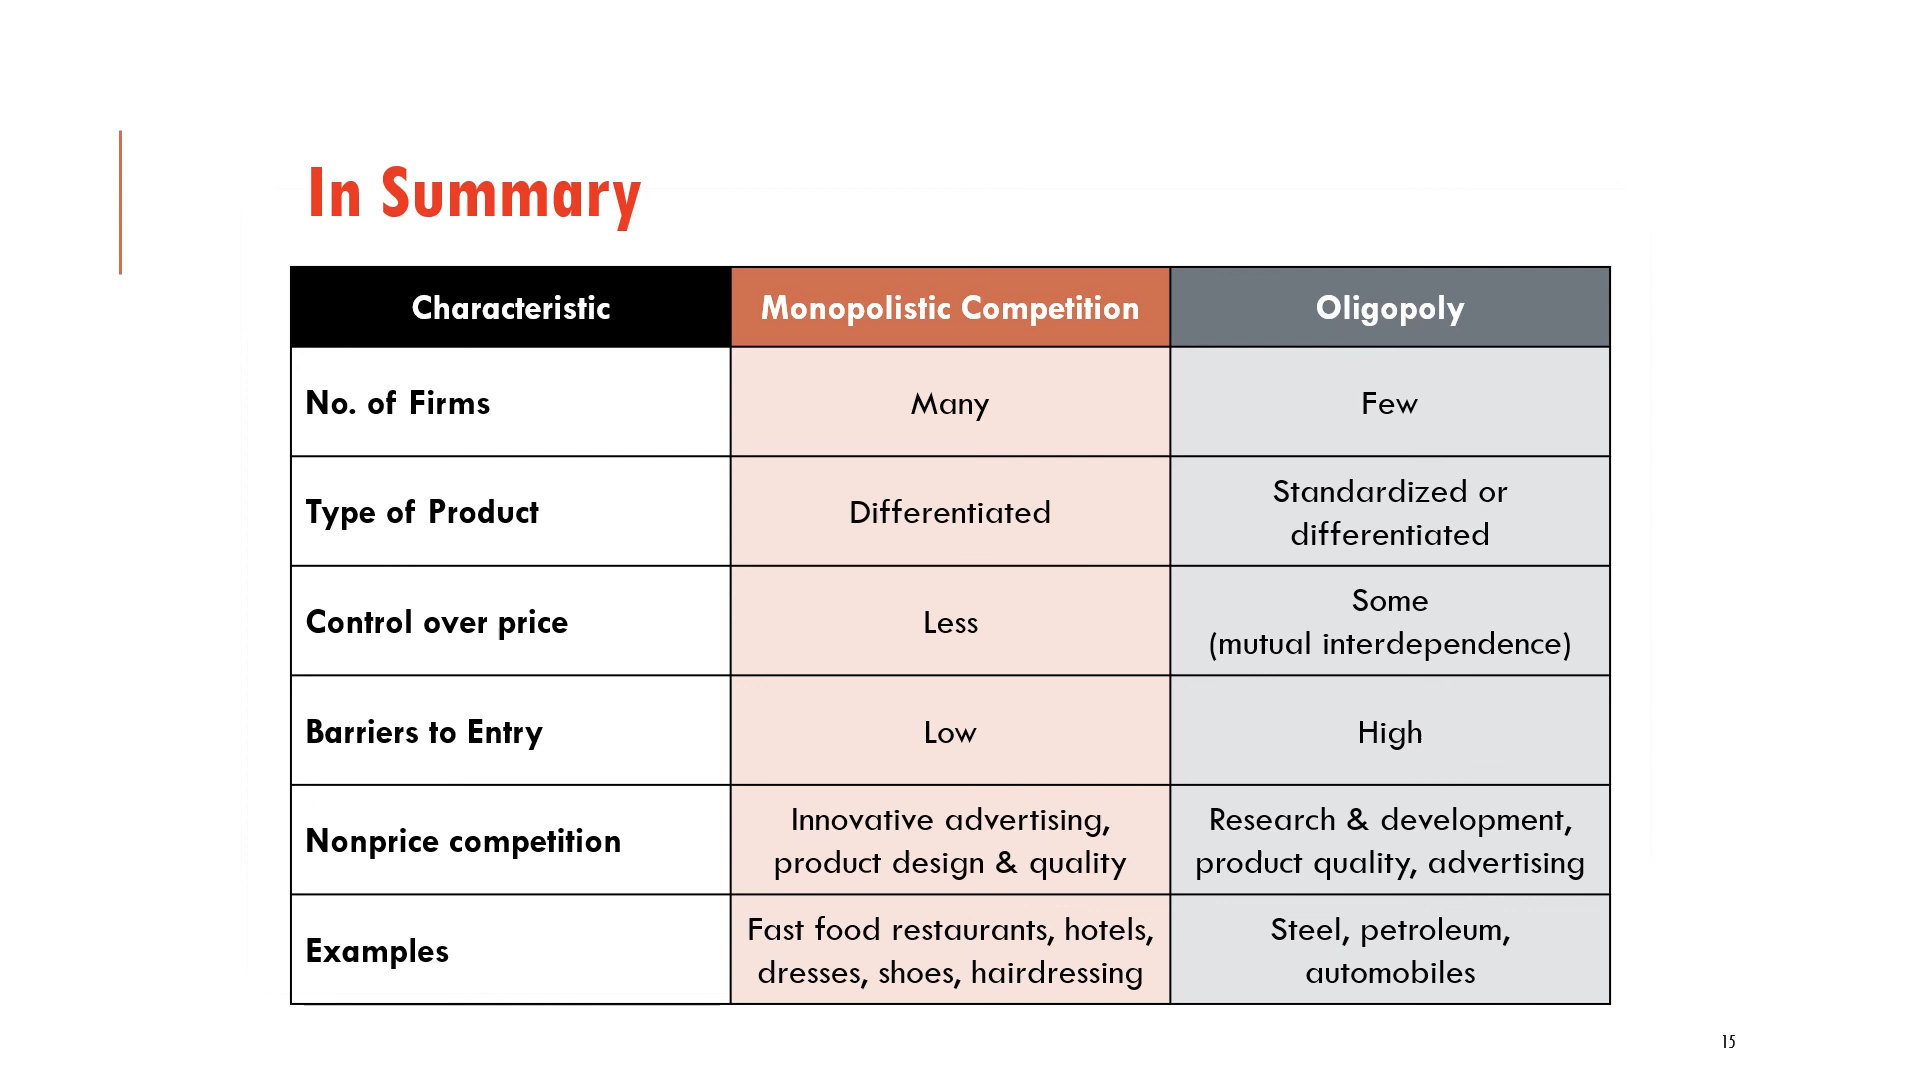 In Summary
Characteristic
Monopolistic Competition
Oligopoly
No. of Firms
Many
Few
Type of Product
Differentiated
Standardized or
differentiated
Control over price
Less
Some
(mutual interdependence)
Barriers to Entry
Low
High
Nonprice competition
Innovative advertising,
product design & quality
Research & development,
product quality, advertising
Examples
Fast food restaurants, hotels,
dresses, shoes, hairdressing
Steel, petroleum,
automobiles
15